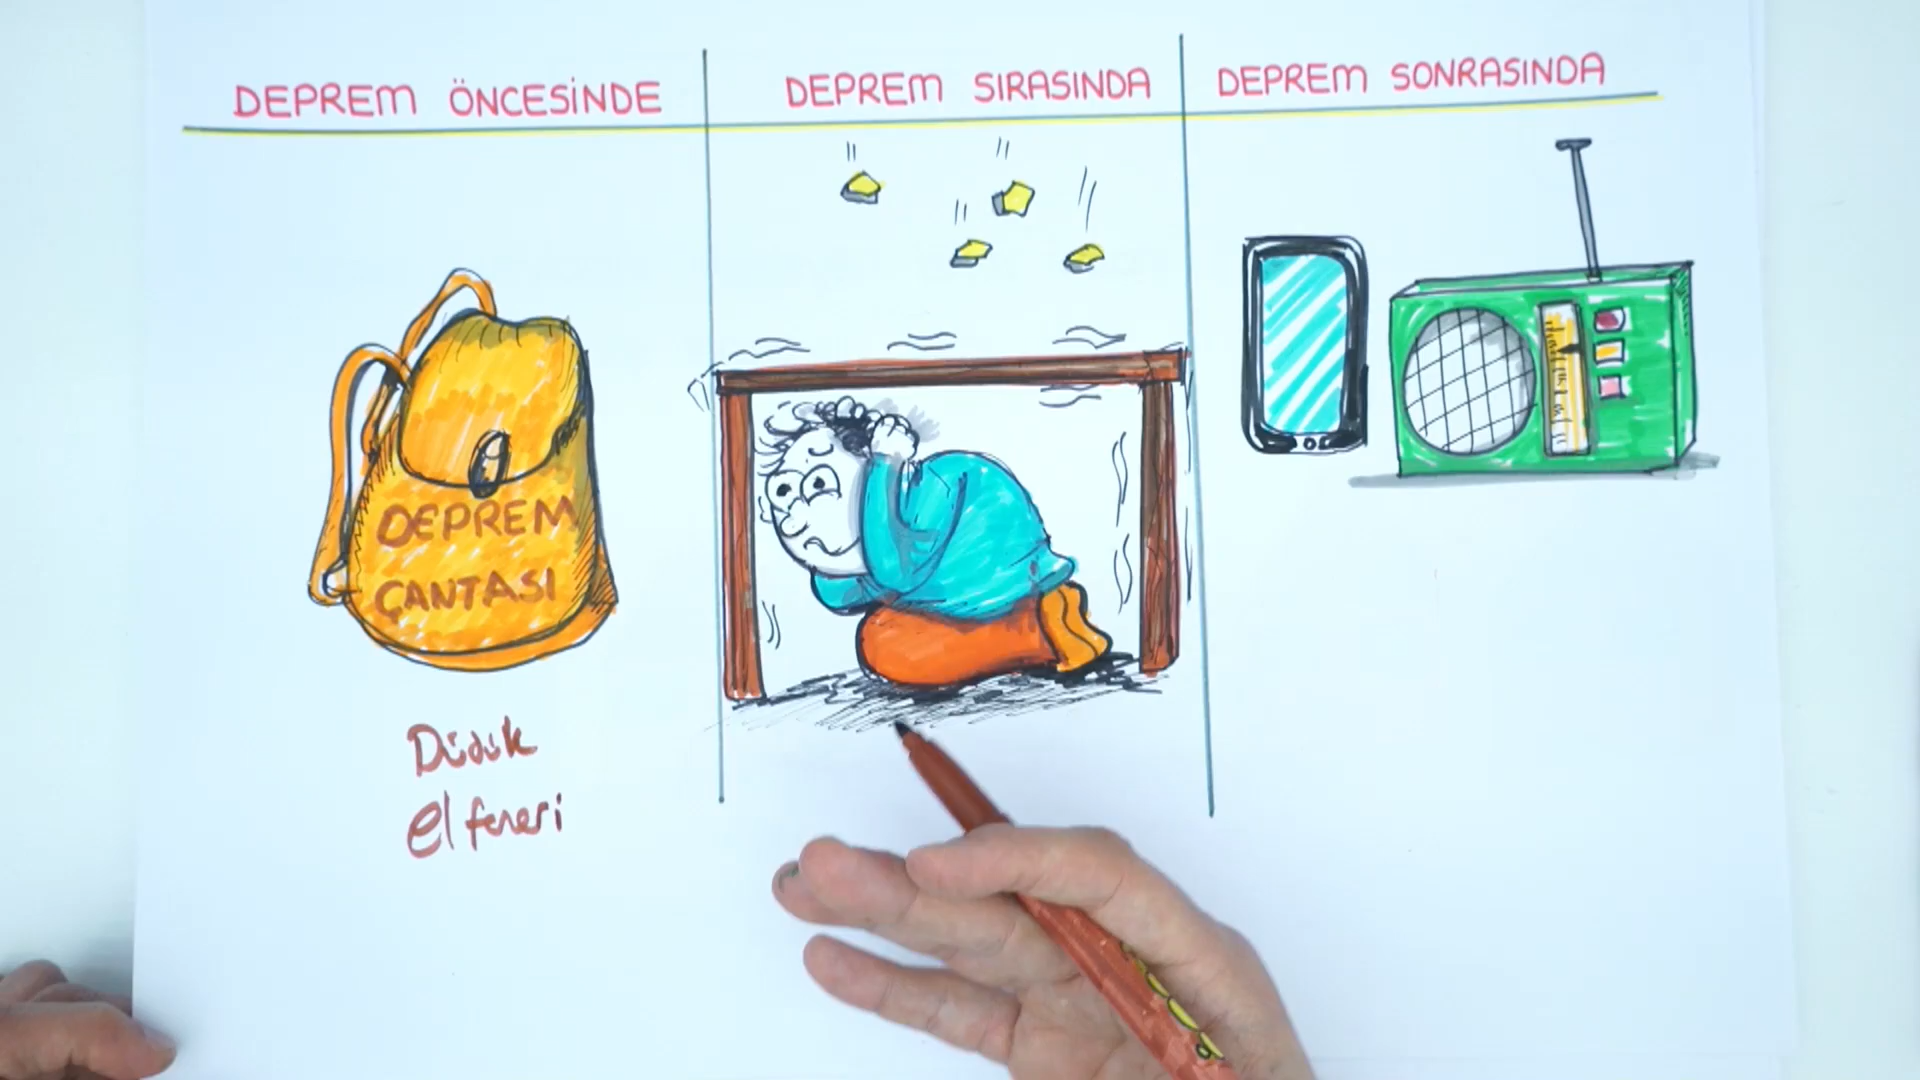 DEPREM ÖNCESİNDE
DEPREM SIRASINDA
DEPREM SONRASINDA
DEPREM
ÇANTASI
Düdük
el feneri